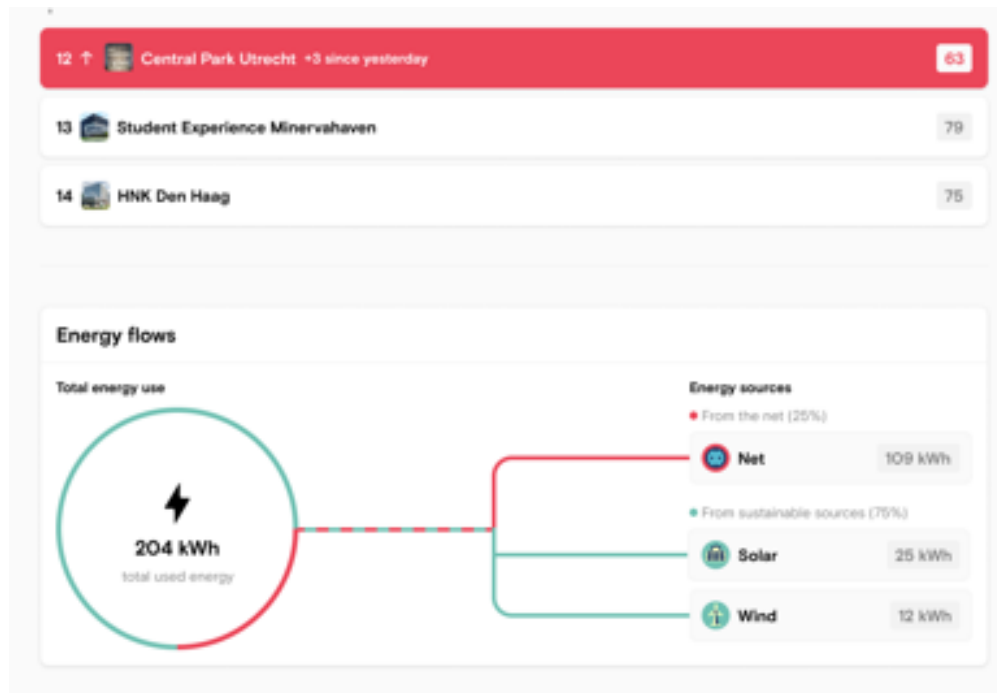 12 ↑ Central Park Utrecht +3 since yesterday 63
13 Student Experience Minervahaven 79
14 HNK Den Haag 75
Energy flows
Total energy use
204 kWh
total used energy
Energy sources
From the net (25%)
Net 109 kWh
From sustainable sources (75%)
Solar 25 kWh
Wind 12 kWh